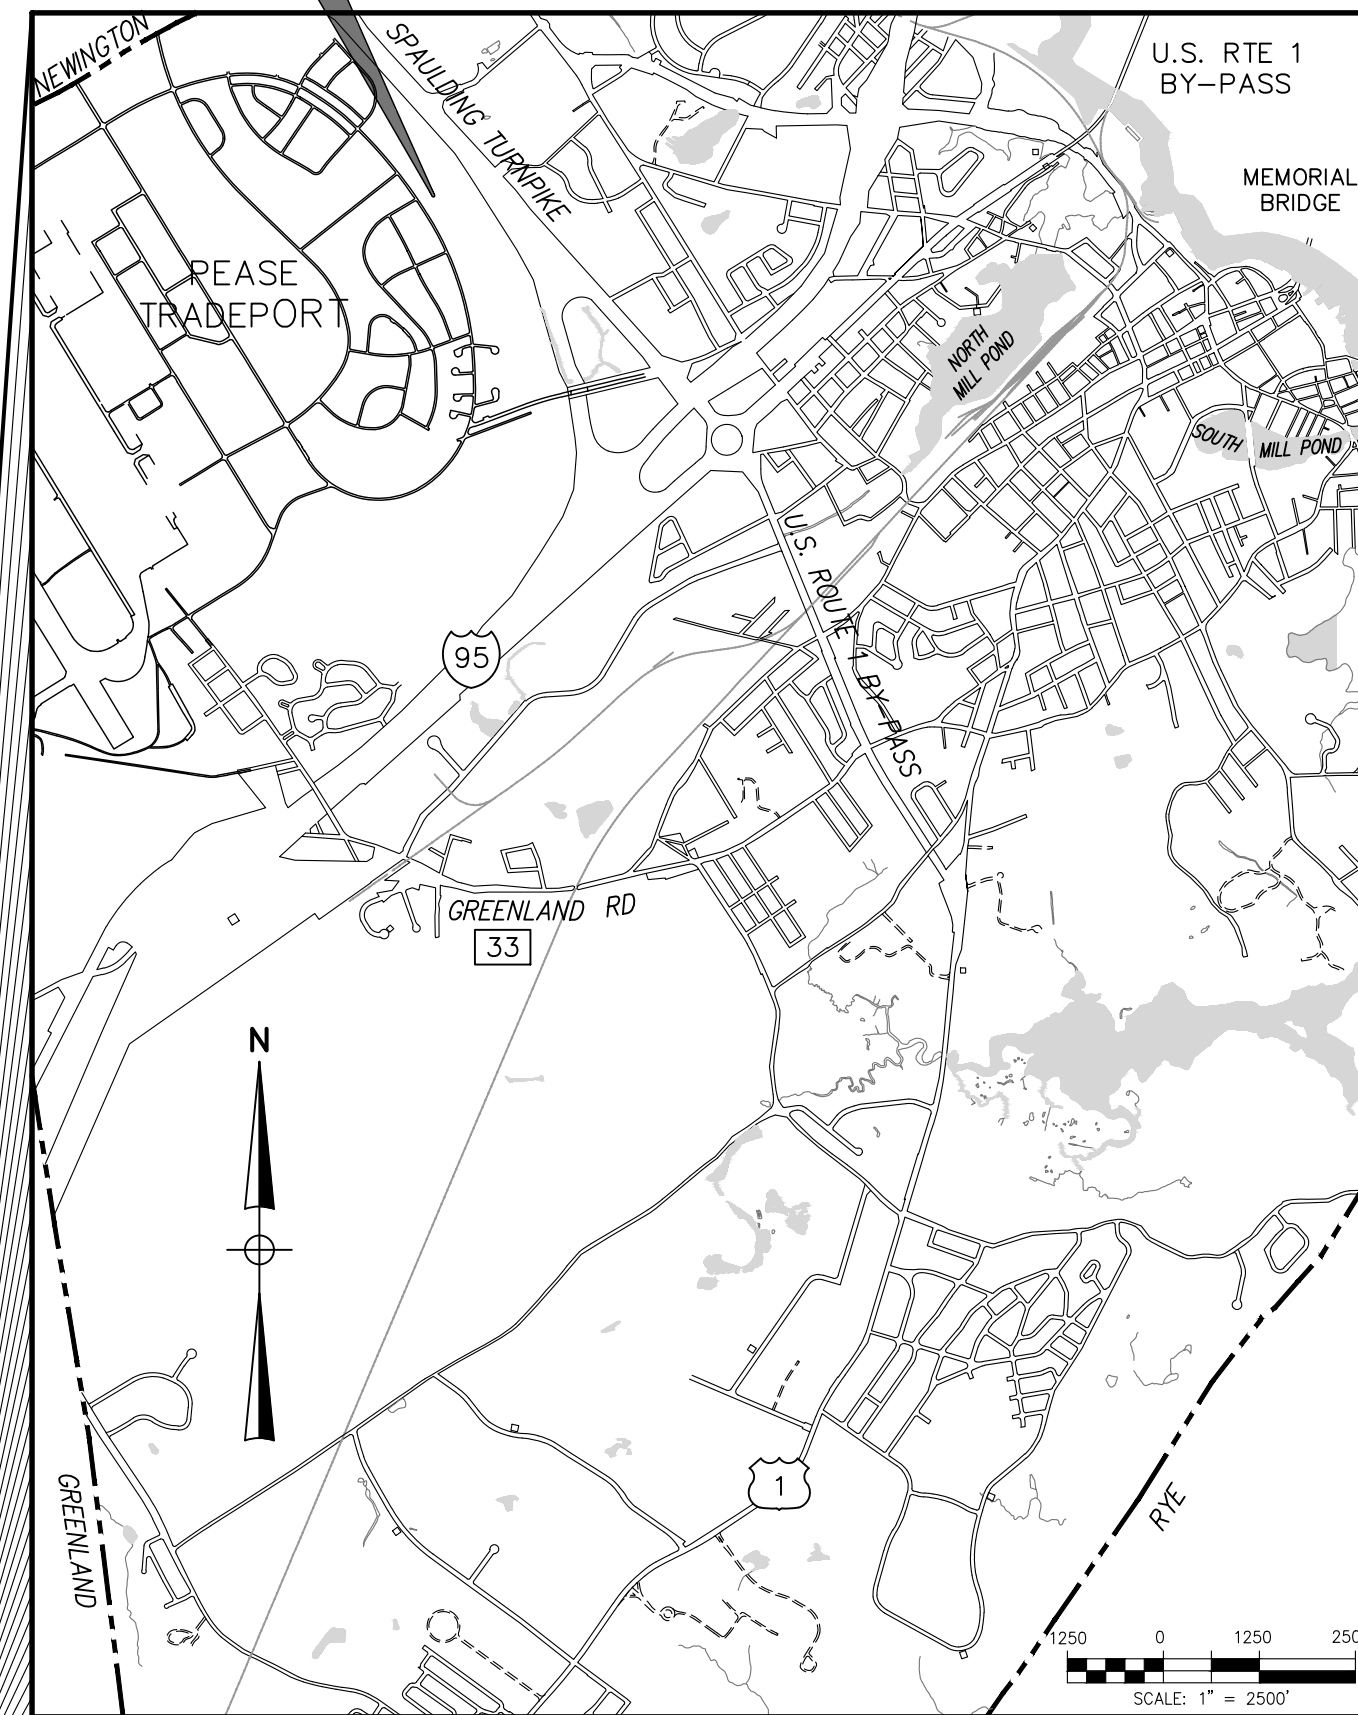 NEWINGTON
SPAULDING TURNPIKE
U.S. RTE 1
BY-PASS
MEMORIAL
BRIDGE
PEASE
TRADEPORT
NORTH
MILL POND
SOUTH MILL POND
U.S. ROUTE 1 BY-PASS
95
GREENLAND RD
33
N
1
GREENLAND
RYE
1250 0 1250 250
SCALE: 1" = 2500'